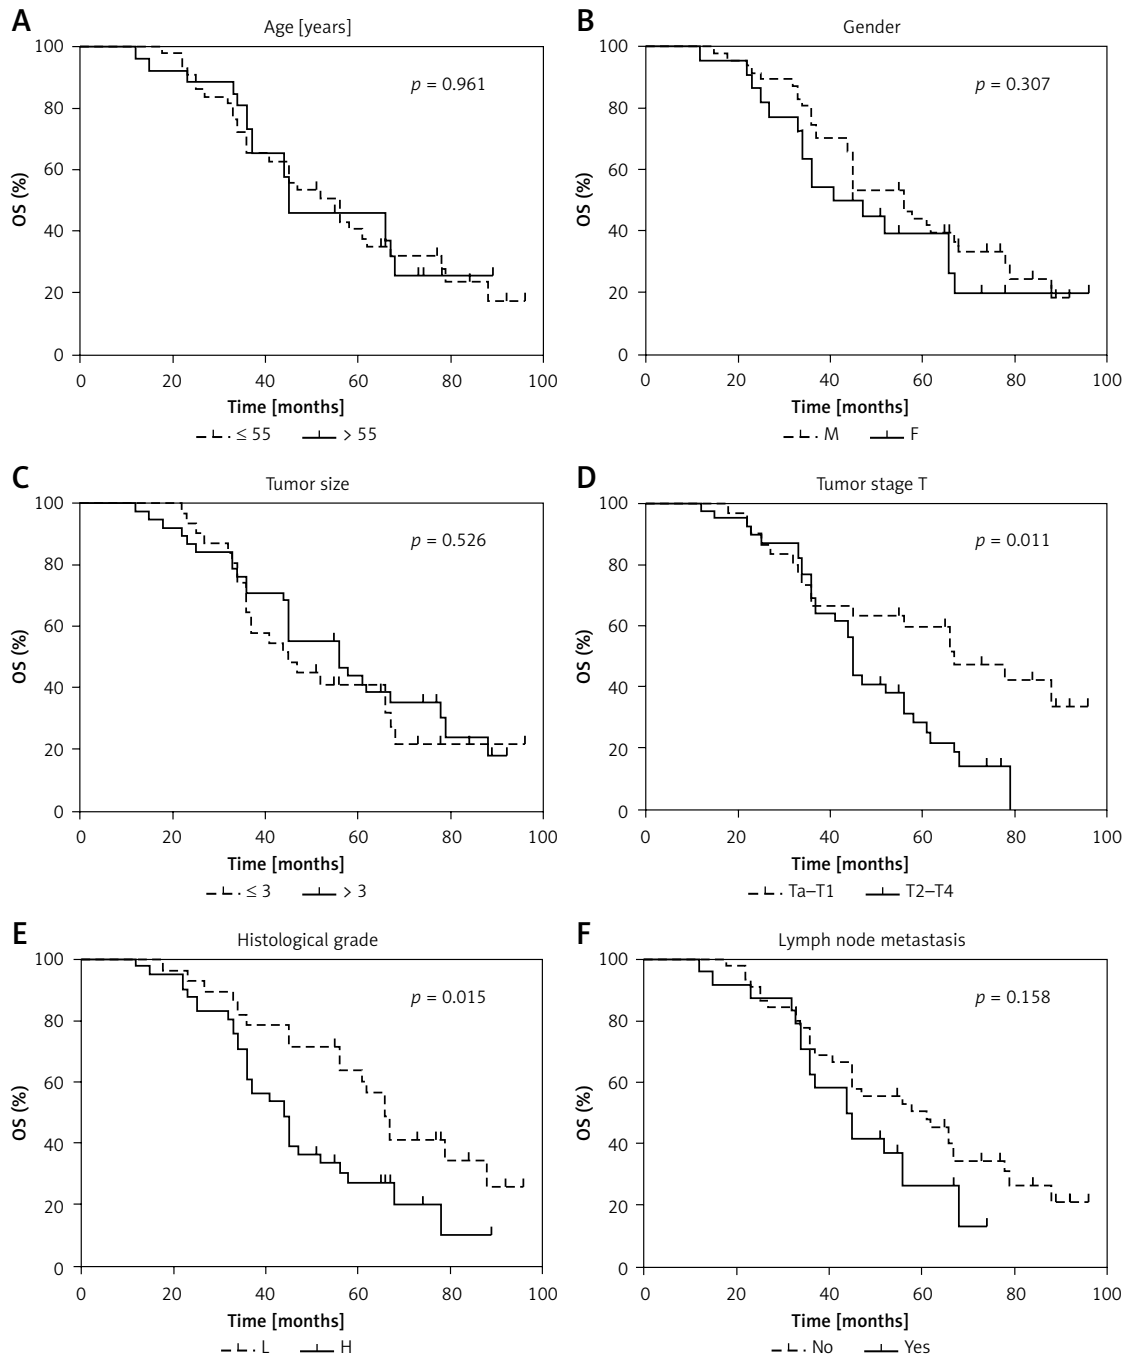 A
Age [years]
p = 0.961
OS (%)
100
80
60
40
20
0
0 20 40 60 80 100
Time [months]
≤ 55 > 55
B
Gender
p = 0.307
OS (%)
100
80
60
40
20
0
0 20 40 60 80 100
Time [months]
M F
C
Tumor size
p = 0.526
OS (%)
100
80
60
40
20
0
0 20 40 60 80 100
Time [months]
≤ 3 > 3
D
Tumor stage T
p = 0.011
OS (%)
100
80
60
40
20
0
0 20 40 60 80 100
Time [months]
Ta–T1 T2–T4
E
Histological grade
p = 0.015
OS (%)
100
80
60
40
20
0
0 20 40 60 80 100
Time [months]
L H
F
Lymph node metastasis
p = 0.158
OS (%)
100
80
60
40
20
0
0 20 40 60 80 100
Time [months]
No Yes